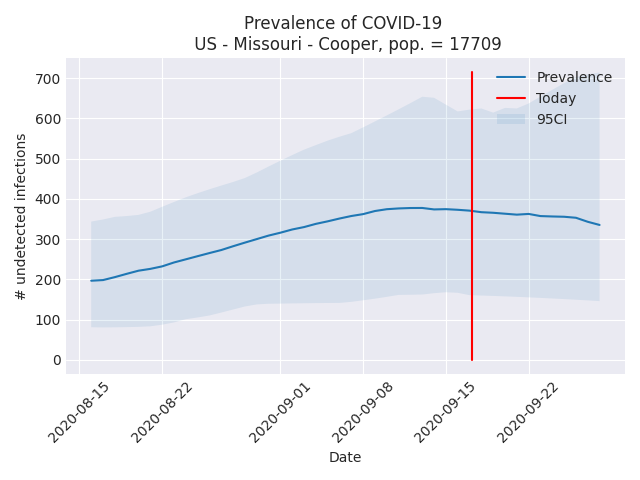 Prevalence of COVID-19
US - Missouri - Cooper, pop. = 17709
Prevalence
Today
95CI
# undetected infections
700
600
500
400
300
200
100
0
2020-08-15
2020-08-22
2020-09-01
2020-09-08
2020-09-15
2020-09-22
Date